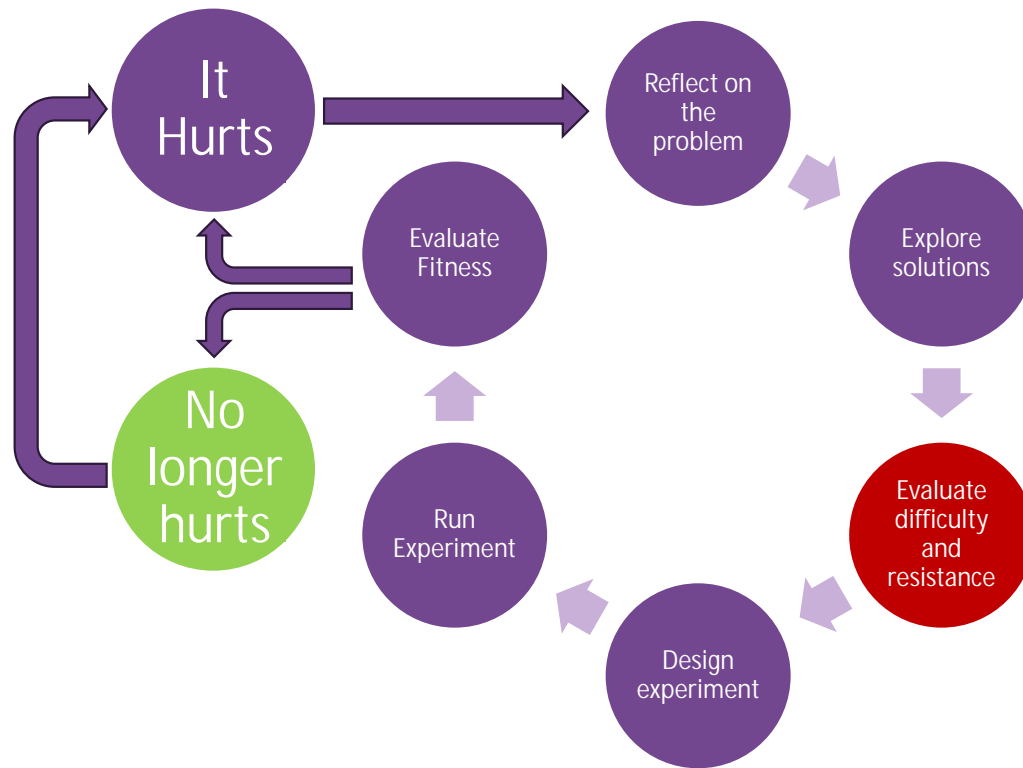 It
Hurts
Reflect on
the
problem
Explore
solutions
Evaluate
difficulty
and
resistance
Design
experiment
Run
Experiment
Evaluate
Fitness
No
longer
hurts